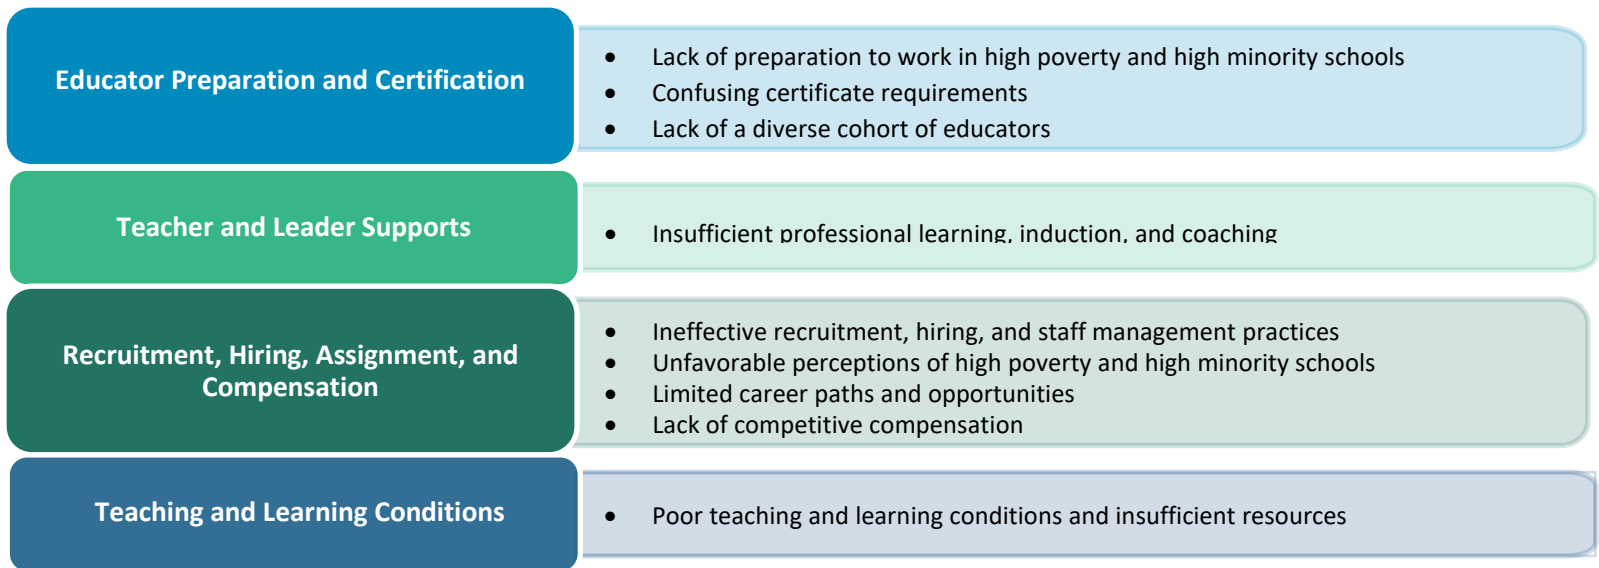 Educator Preparation and Certification
• Lack of preparation to work in high poverty and high minority schools
• Confusing certificate requirements
• Lack of a diverse cohort of educators
Teacher and Leader Supports
• Insufficient professional learning, induction, and coaching
Recruitment, Hiring, Assignment, and
Compensation
• Ineffective recruitment, hiring, and staff management practices
• Unfavorable perceptions of high poverty and high minority schools
• Limited career paths and opportunities
• Lack of competitive compensation
Teaching and Learning Conditions
• Poor teaching and learning conditions and insufficient resources